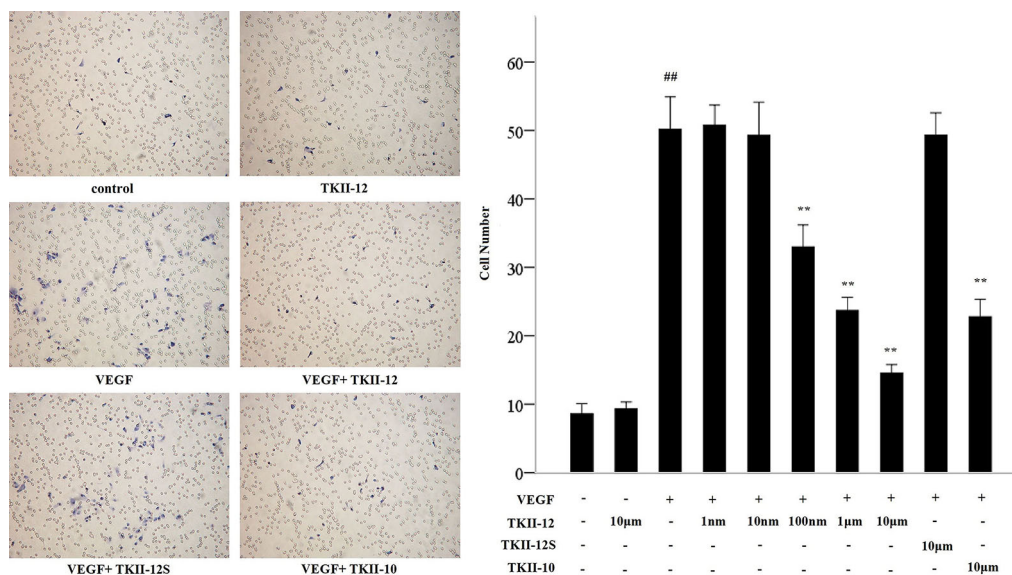 control
TKII-12
VEGF
VEGF+ TKII-12
VEGF+ TKII-12S
VEGF+ TKII-10
Cell Number
60
50
40
30
20
10
0
##
**
**
**
**
VEGF - - + + + + + + + +
TKII-12 - 10μm - 1nm 10nm 100nm 1μm 10μm - -
TKII-12S - - - - - - - - 10μm -
TKII-10 - - - - - - - - - 10μm